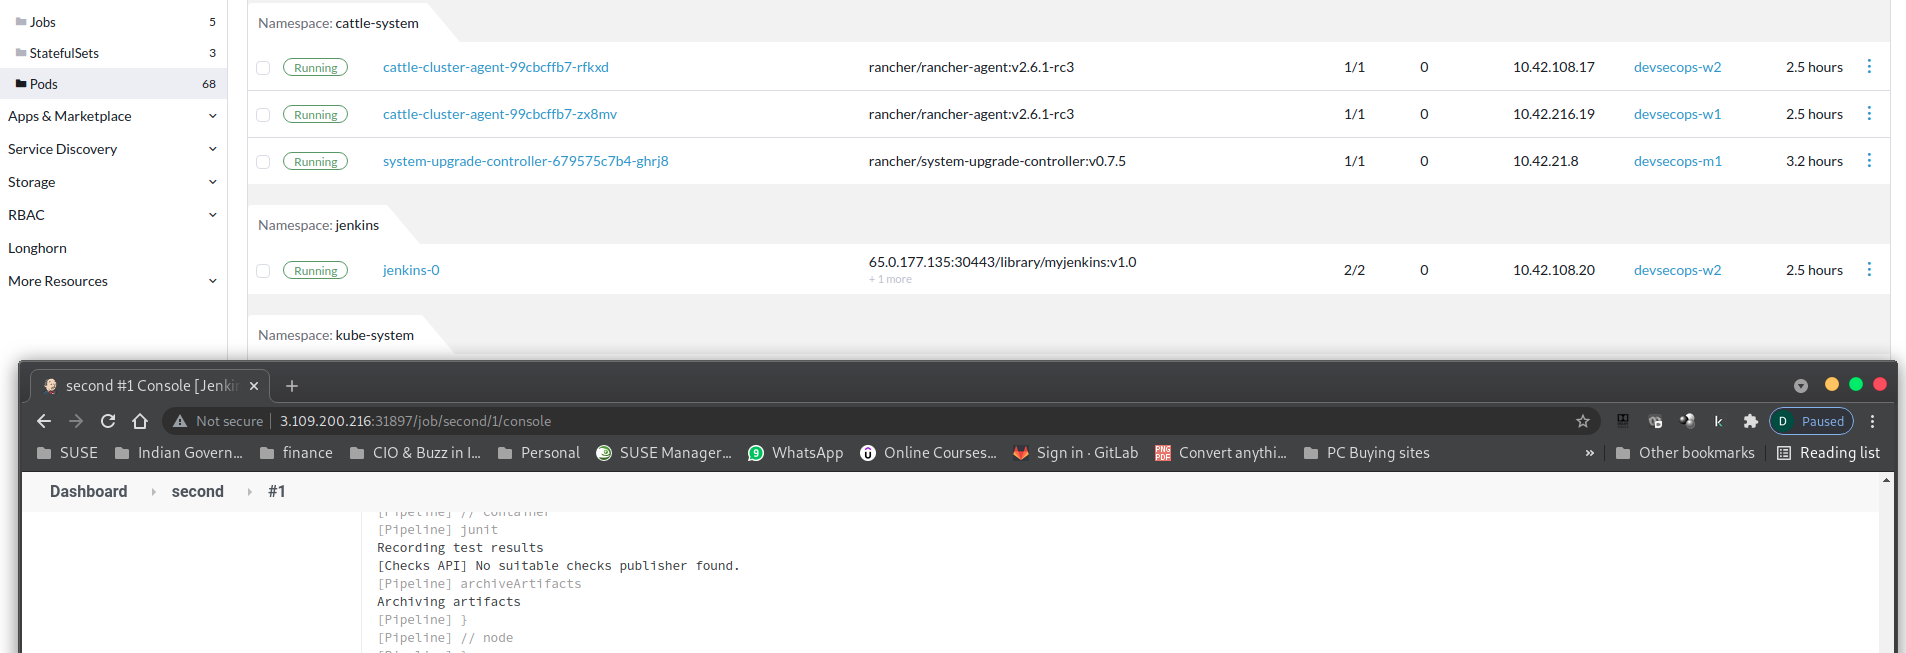 Jobs 5
StatefulSets 3
Pods 68
Apps & Marketplace
Service Discovery
Storage
RBAC
Longhorn
More Resources
Namespace: cattle-system
Running cattle-cluster-agent-99cbcffb7-rfkxd rancher/rancher-agent:v2.6.1-rc3 1/1 0 10.42.108.17 devsecops-w2 2.5 hours
Running cattle-cluster-agent-99cbcffb7-zx8mv rancher/rancher-agent:v2.6.1-rc3 1/1 0 10.42.216.19 devsecops-w1 2.5 hours
Running system-upgrade-controller-679575c7b4-ghrj8 rancher/system-upgrade-controller:v0.7.5 1/1 0 10.42.21.8 devsecops-m1 3.2 hours
Namespace: jenkins
Running jenkins-0 65.0.177.135:30443/library/myjenkins:v1.0 2/2 0 10.42.108.20 devsecops-w2 2.5 hours
+ 1 more
Namespace: kube-system
second #1 Console [Jenki
Not secure 3.109.200.216:31897/job/second/1/console D Paused
SUSE Indian Govern... finance CIO & Buzz in I... Personal SUSE Manager... 9 WhatsApp Online Courses... Sign in · GitLab PNG PDF Convert anythi... PC Buying sites » Other bookmarks Reading list
Dashboard second #1
[Pipeline] // container
[Pipeline] junit
Recording test results
[Checks API] No suitable checks publisher found.
[Pipeline] archiveArtifacts
Archiving artifacts
[Pipeline] }
[Pipeline] // node